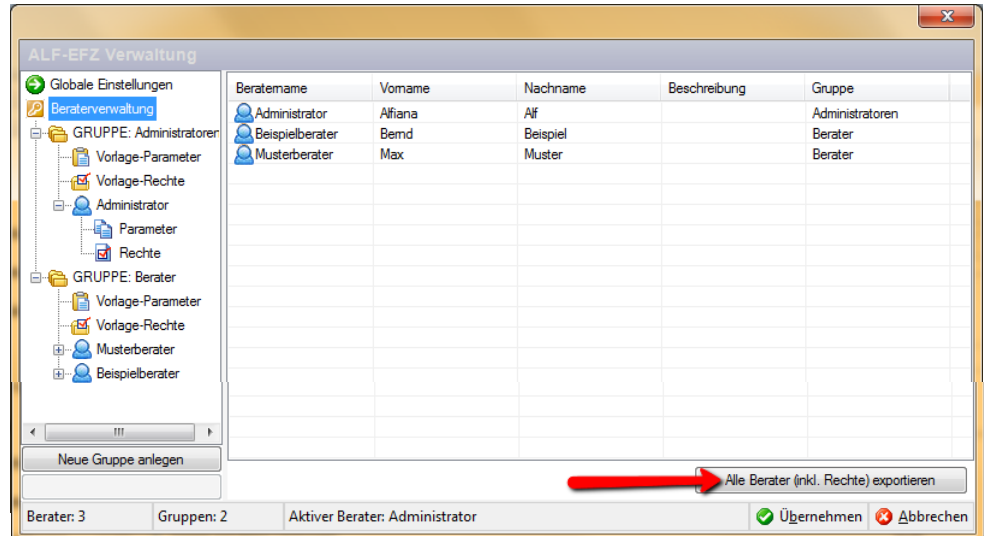 ALF-EFZ Verwaltung
Globale Einstellungen
Beraterverwaltung
GRUPPE: Administratoren
Vorlage-Parameter
Vorlage-Rechte
Administrator
Parameter
Rechte
GRUPPE: Berater
Vorlage-Parameter
Vorlage-Rechte
Musterberater
Beispielberater
Neue Gruppe anlegen
Beratername Vorname Nachname Beschreibung Gruppe
Administrator Alfiana Alf Administratoren
Beispielberater Bernd Beispiel Berater
Musterberater Max Muster Berater
Alle Berater (inkl. Rechte) exportieren
Berater: 3 Gruppen: 2 Aktiver Berater: Administrator Übernehmen Abbrechen